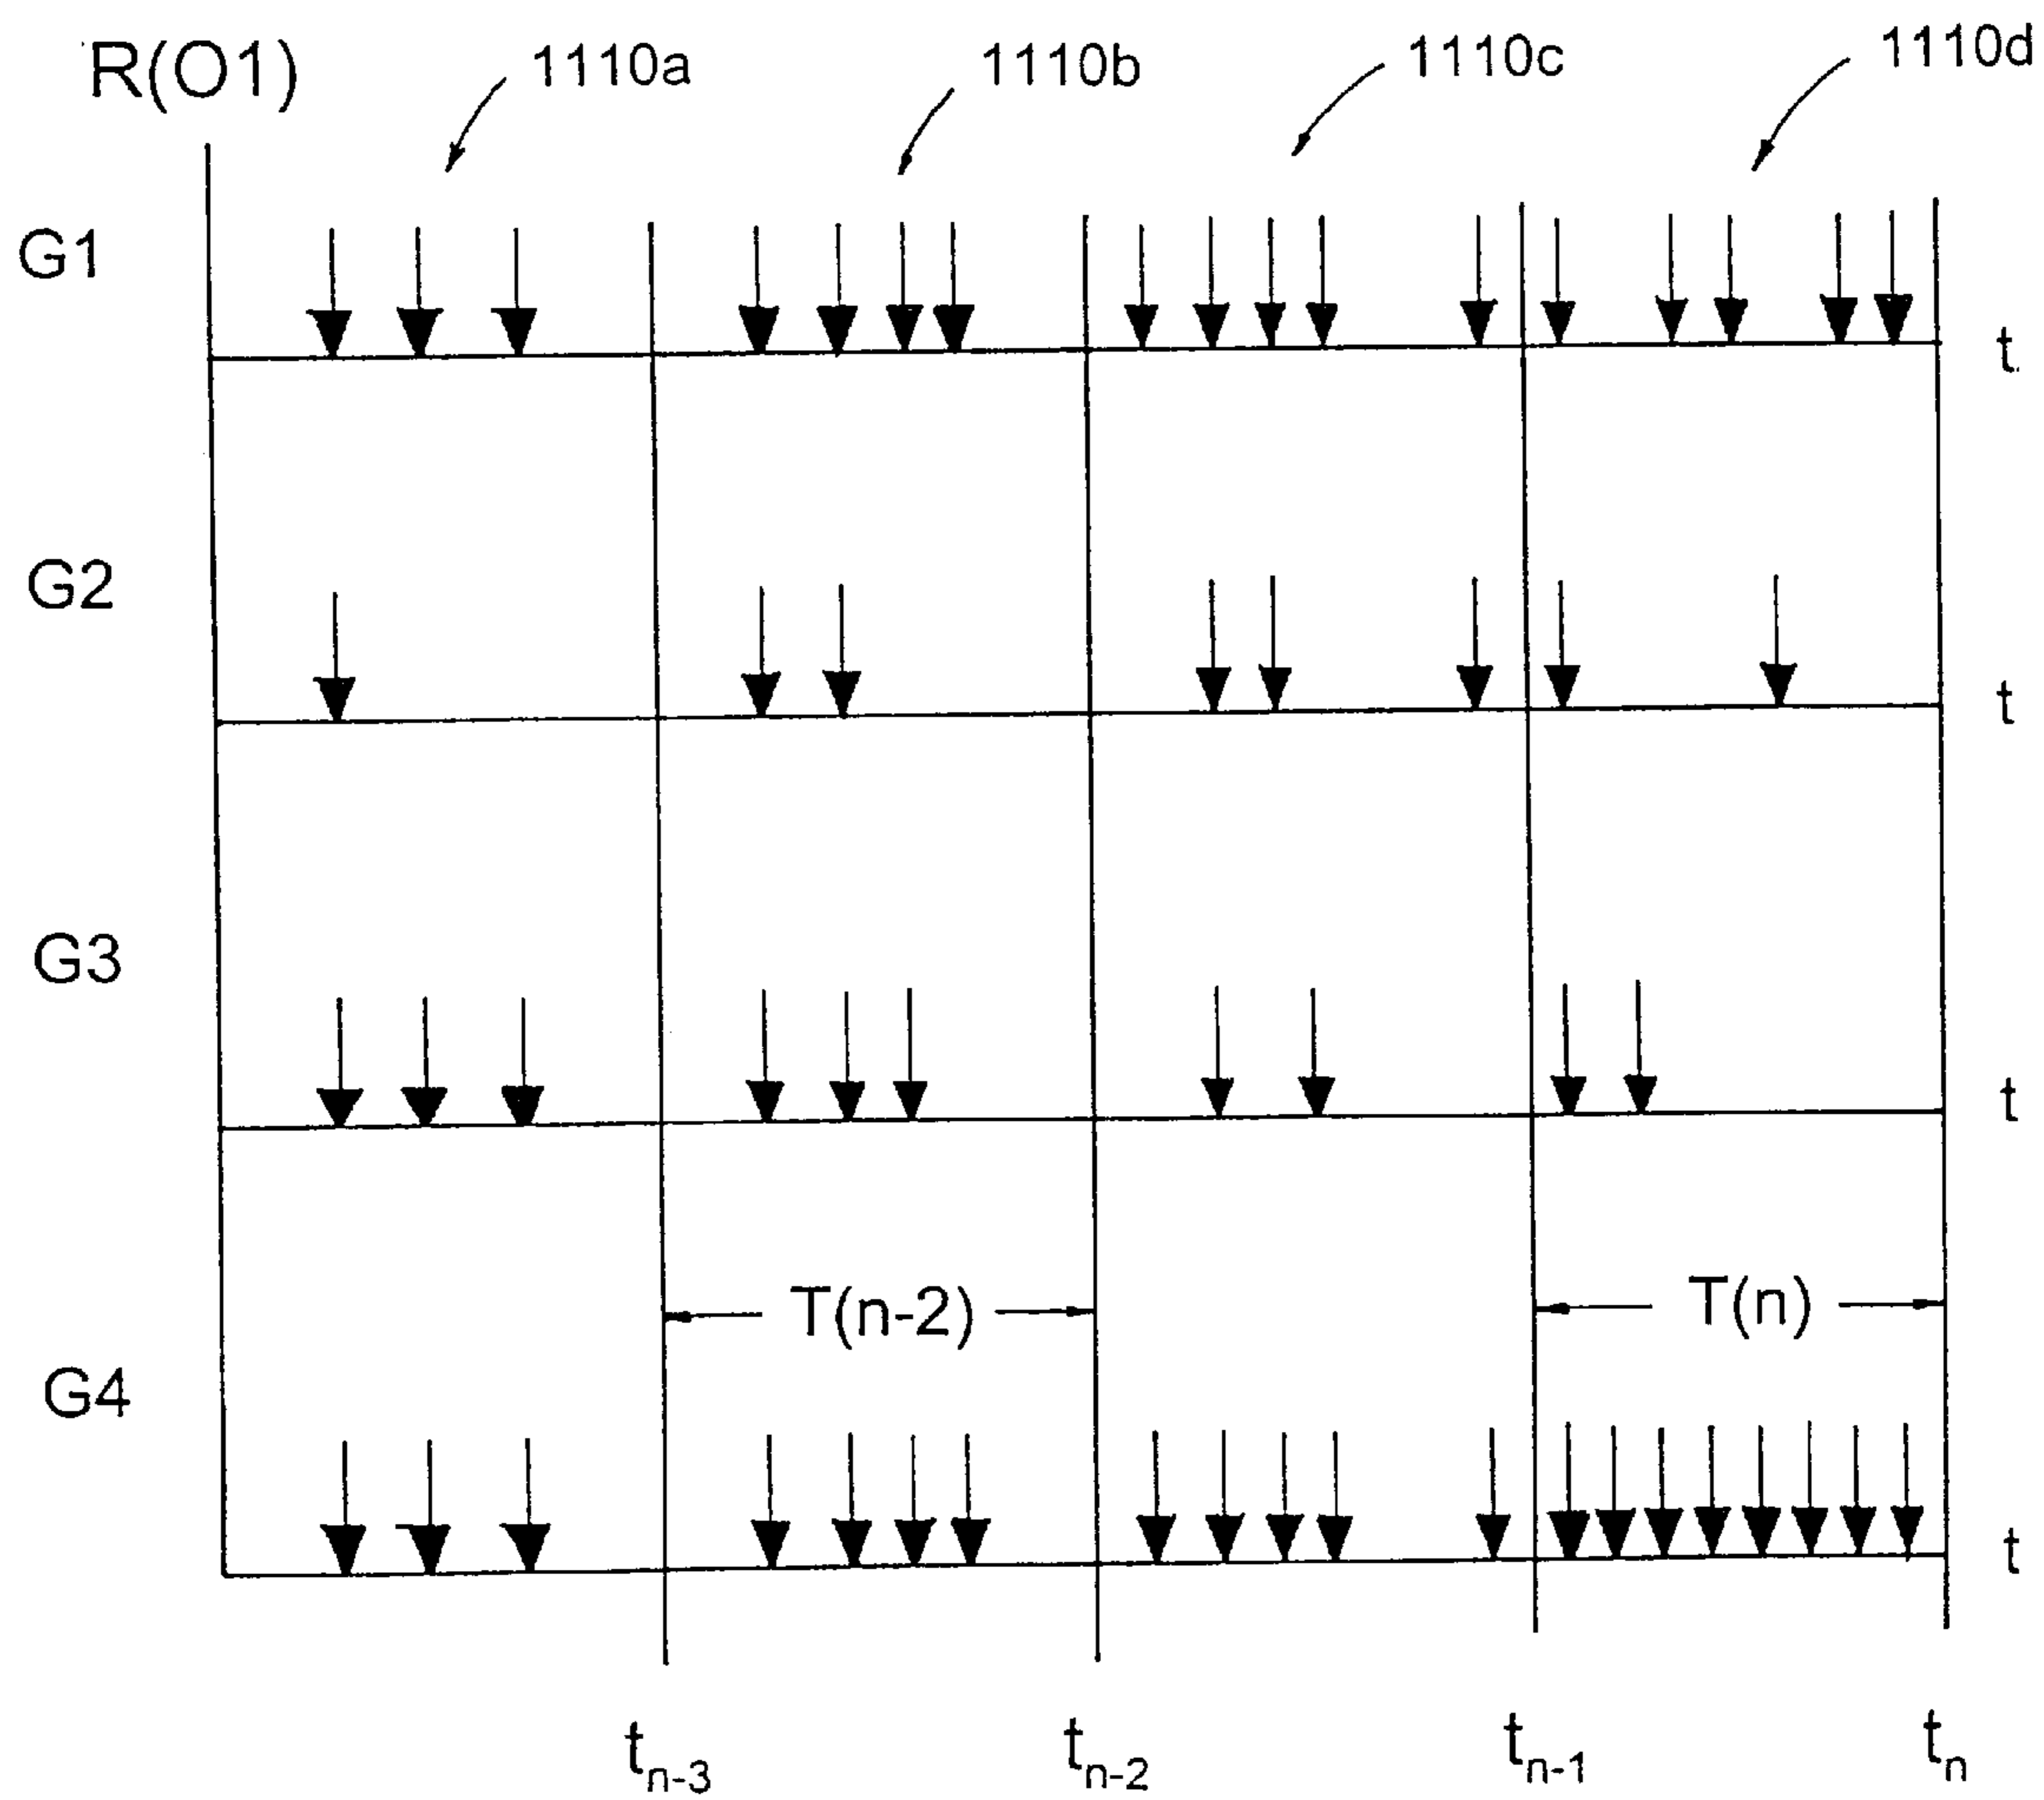 R(O1)
1110a
1110b
1110c
1110d
G1
t
G2
t
G3
t
T(n-2)
T(n)
G4
t
tn-3
tn-2
tn-1
tn